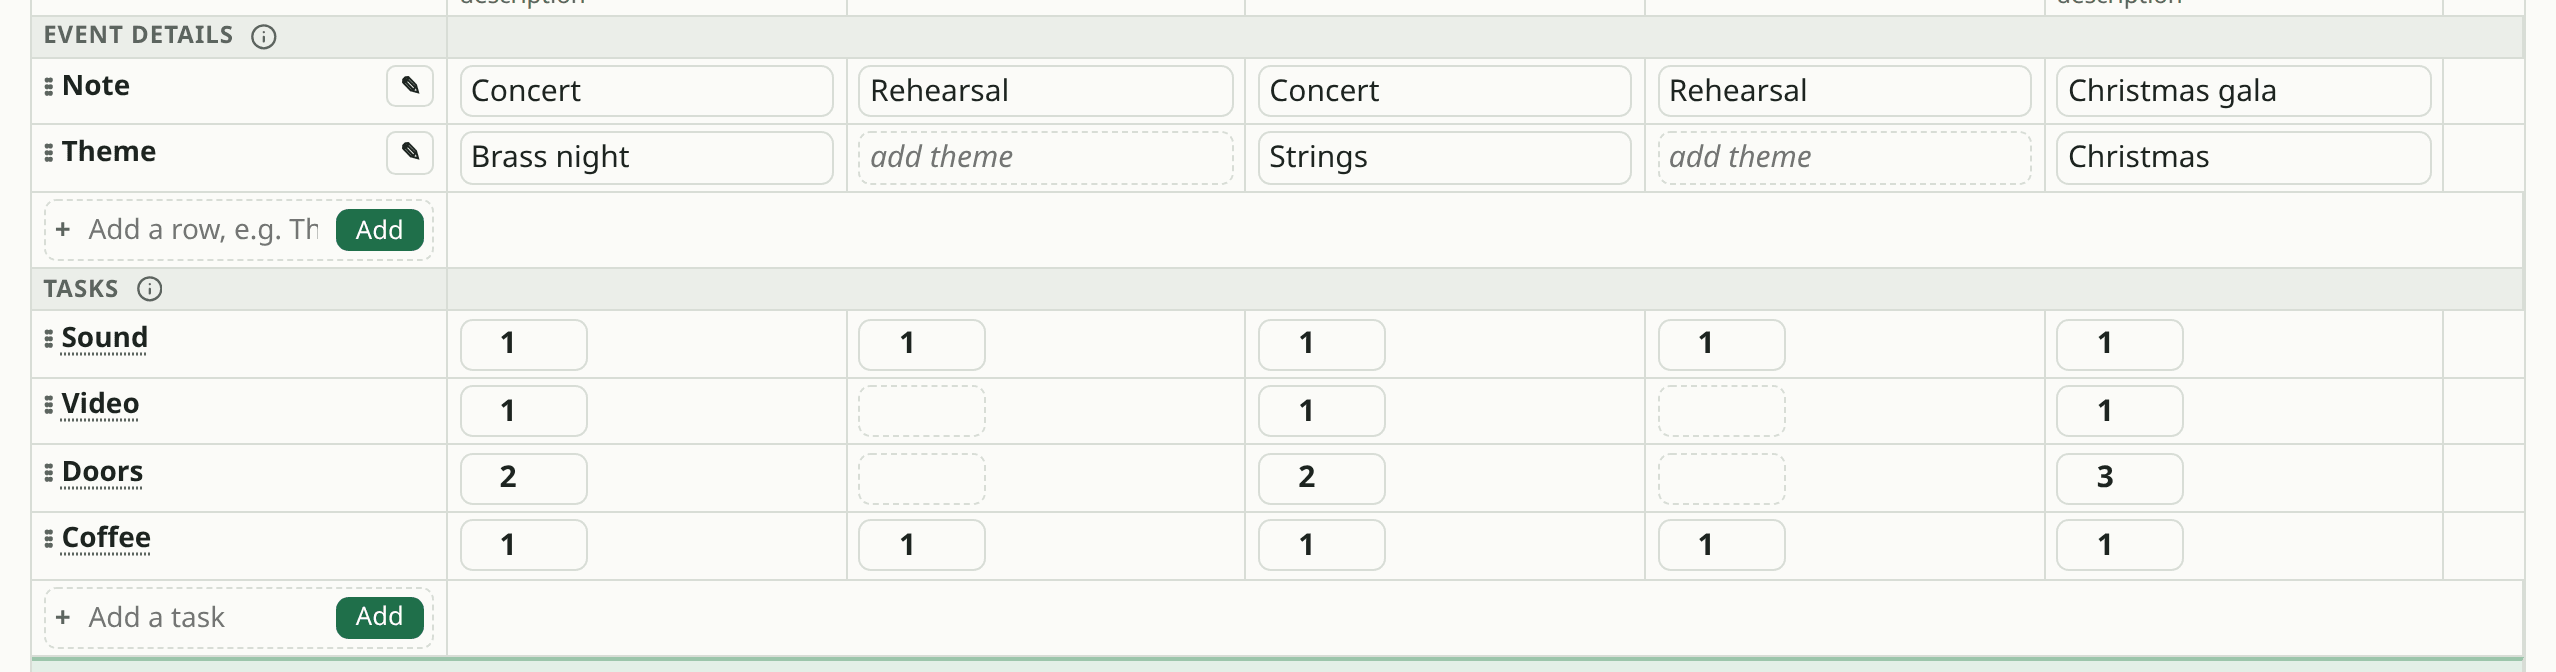 description description
EVENT DETAILS
Note ✎ Concert Rehearsal Concert Rehearsal Christmas gala
Theme ✎ Brass night add theme Strings add theme Christmas
+ Add a row, e.g. Th Add
TASKS
Sound 1 1 1 1 1
Video 1 1 1
Doors 2 2 3
Coffee 1 1 1 1 1
+ Add a task Add